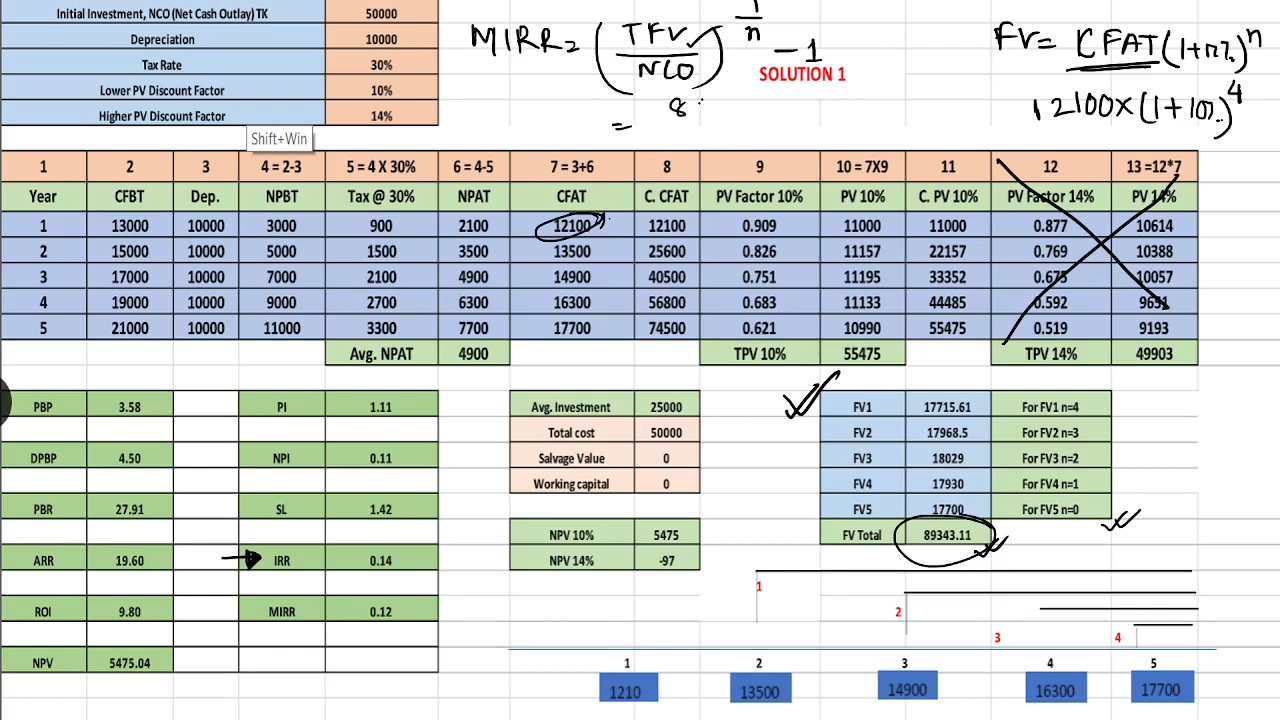 Initial Investment, NCO (Net Cash Outlay) TK 50000
Depreciation 10000
Tax Rate 30%
Lower PV Discount Factor 10%
Higher PV Discount Factor 14%
Shift+Win
MIRR = (TFV/NCO)^1/n - 1
SOLUTION 1
= 8
FV = CFAT(1+r%)^n
12100×(1+10%)^4
1 2 3 4 = 2-3 5 = 4 X 30% 6 = 4-5 7 = 3+6 8 9 10 = 7X9 11 12 13 =12*7
Year CFBT Dep. NPBT Tax @ 30% NPAT CFAT C. CFAT PV Factor 10% PV 10% C. PV 10% PV Factor 14% PV 14%
1 13000 10000 3000 900 2100 12100 12100 0.909 11000 11000 0.877 10614
2 15000 10000 5000 1500 3500 13500 25600 0.826 11157 22157 0.769 10388
3 17000 10000 7000 2100 4900 14900 40500 0.751 11195 33352 0.675 10057
4 19000 10000 9000 2700 6300 16300 56800 0.683 11133 44485 0.592 9651
5 21000 10000 11000 3300 7700 17700 74500 0.621 10990 55475 0.519 9193
Avg. NPAT 4900 TPV 10% 55475 TPV 14% 49903
PBP 3.58 PI 1.11 Avg. Investment 25000 FV1 17715.61 For FV1 n=4
Total cost 50000 FV2 17968.5 For FV2 n=3
DPBP 4.50 NPI 0.11 Salvage Value 0 FV3 18029 For FV3 n=2
Working capital 0 FV4 17930 For FV4 n=1
PBR 27.91 SL 1.42 FV5 17700 For FV5 n=0
NPV 10% 5475 FV Total 89343.11
ARR 19.60 IRR 0.14 NPV 14% -97
1
ROI 9.80 MIRR 0.12 2
3 4
NPV 5475.04 1 2 3 4 5
1210 13500 14900 16300 17700